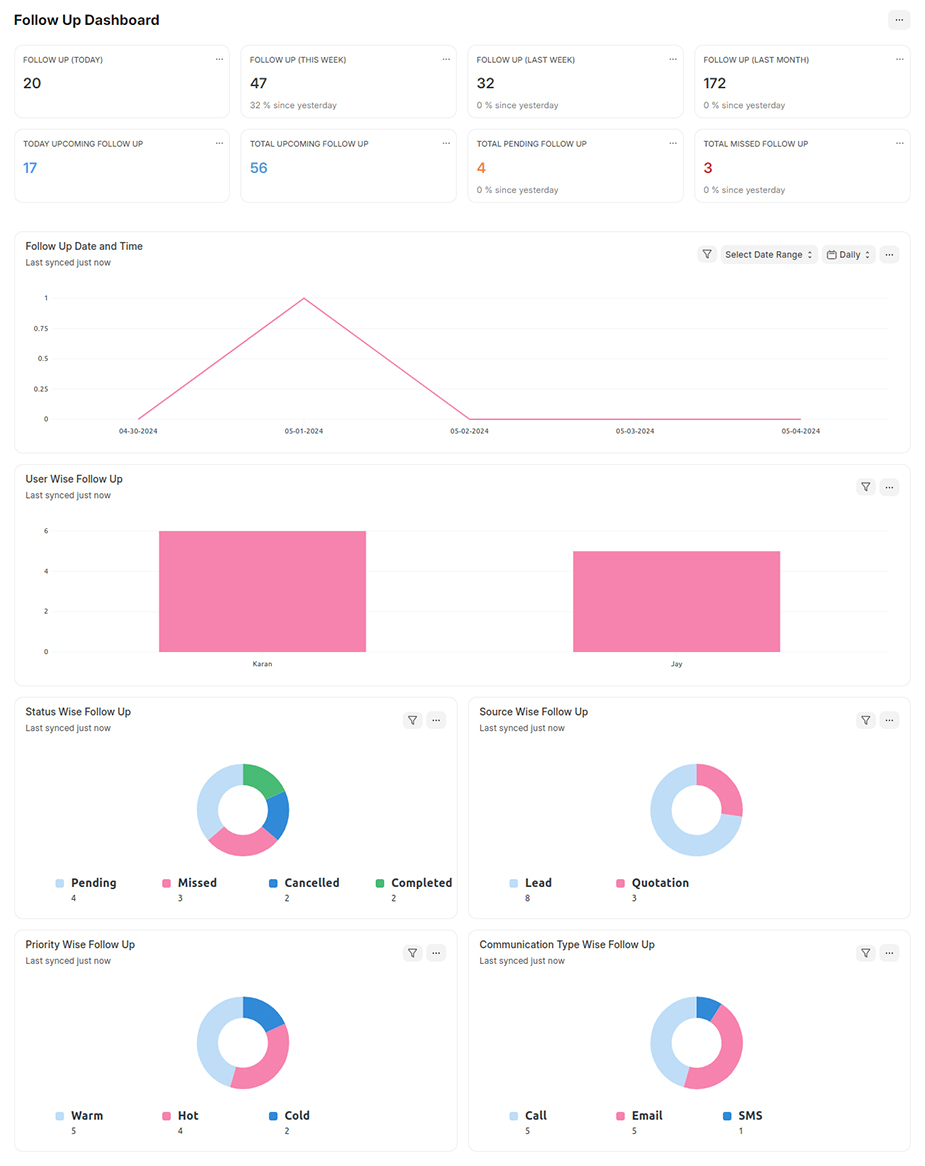 Follow Up Dashboard
FOLLOW UP (TODAY)
20
FOLLOW UP (THIS WEEK)
47
32 % since yesterday
FOLLOW UP (LAST WEEK)
32
0 % since yesterday
FOLLOW UP (LAST MONTH)
172
0 % since yesterday
TODAY UPCOMING FOLLOW UP
17
TOTAL UPCOMING FOLLOW UP
56
TOTAL PENDING FOLLOW UP
4
0 % since yesterday
TOTAL MISSED FOLLOW UP
3
0 % since yesterday
Follow Up Date and Time
Last synced just now
Select Date Range
Daily
1
0.75
0.5
0.25
0
04-30-2024
05-01-2024
05-02-2024
05-03-2024
05-04-2024
User Wise Follow Up
Last synced just now
6
4
2
0
Karan
Jay
Status Wise Follow Up
Last synced just now
Pending
4
Missed
3
Cancelled
2
Completed
2
Source Wise Follow Up
Last synced just now
Lead
8
Quotation
3
Priority Wise Follow Up
Last synced just now
Warm
5
Hot
4
Cold
2
Communication Type Wise Follow Up
Last synced just now
Call
5
Email
5
SMS
1